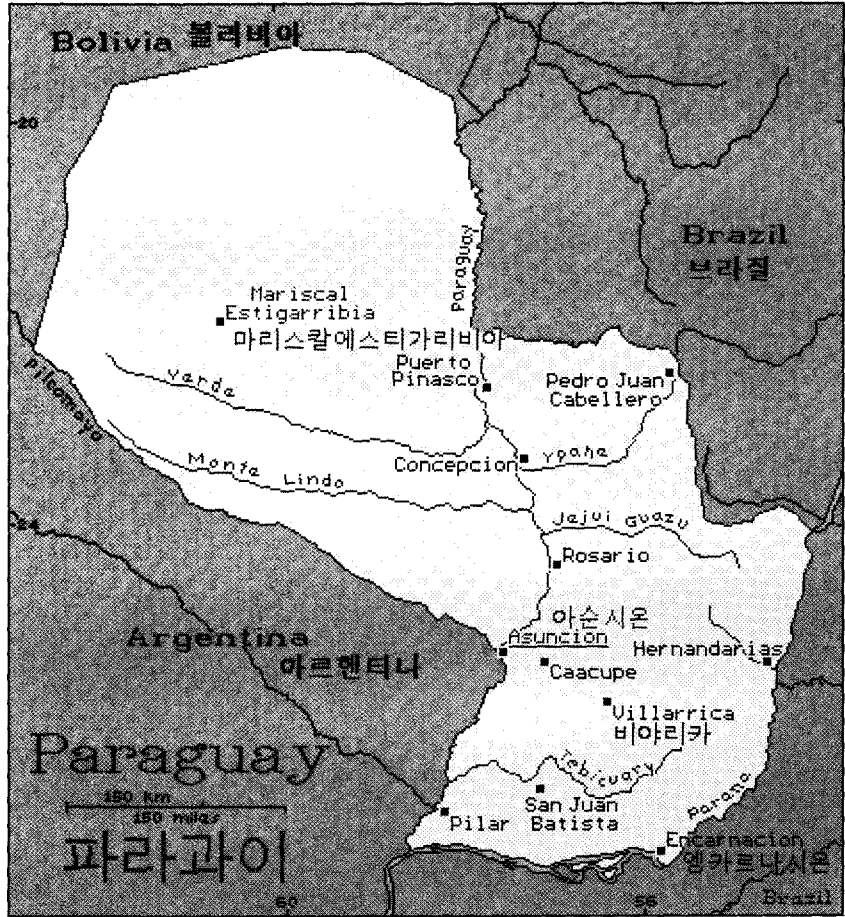 Bolivia 볼리비아
20
Brazil
브라질
Paraguay
Mariscal
Estigarribia
마리스칼에스티가리비아
Puerto
Pinasco
Pedro Juan
Cabellero
Pilcomayo
Verde
Concepcion
Ypane
Monte Lindo
24
Jejui Guazu
Rosario
아순시온
Asuncion
Argentina
아르헨티나
Hernandarias
Caacupe
Villarrica
비야리카
Paraguay
Tebicuary
150 km
150 miles
San Juan
Batista
Parana
Pilar
파라과이
Encarnacion
엥카르나시온
60
56
Brazil